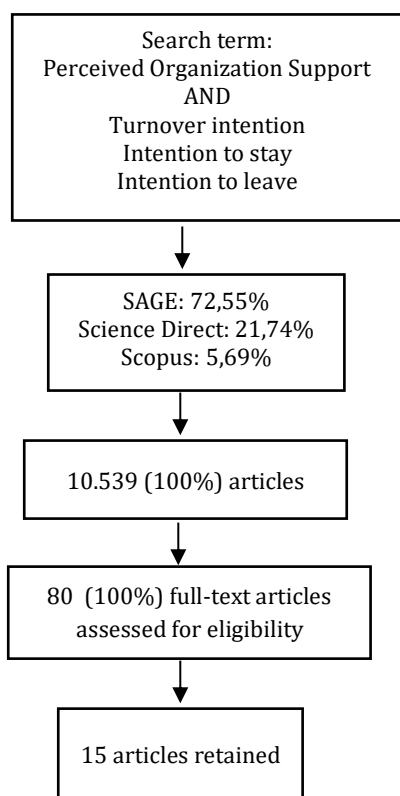 Search term:
Perceived Organization Support
AND
Turnover intention
Intention to stay
Intention to leave
SAGE: 72,55%
Science Direct: 21,74%
Scopus: 5,69%
10.539 (100%) articles
80 (100%) full-text articles
assessed for eligibility
15 articles retained